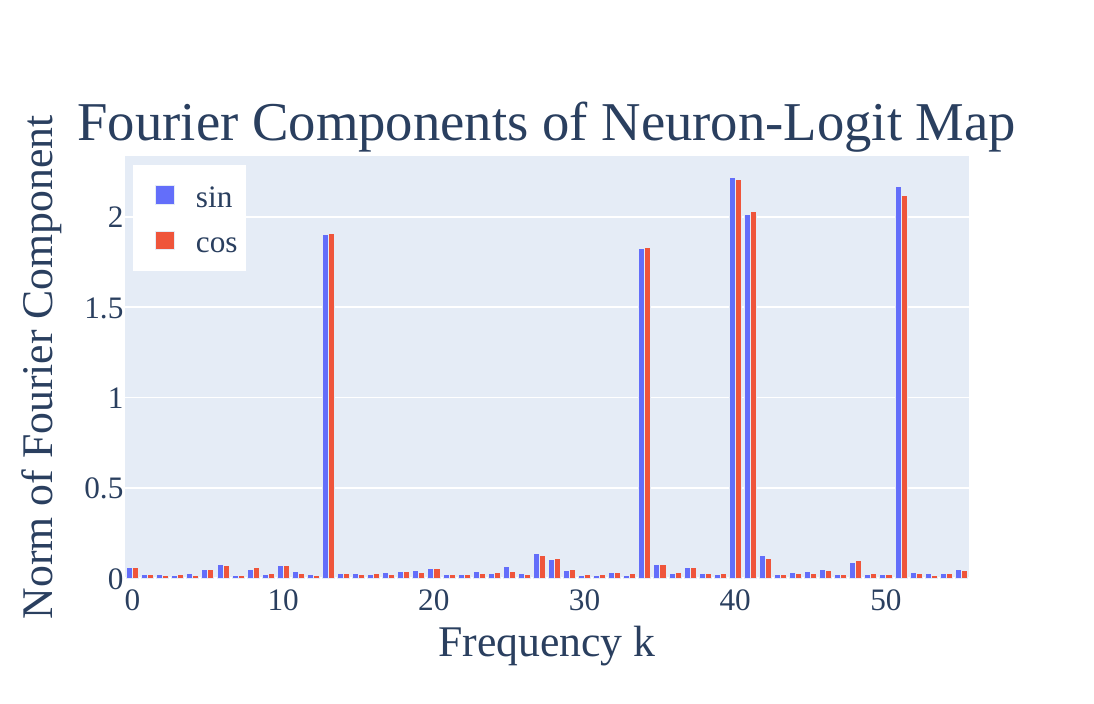 Fourier Components of Neuron-Logit Map
Norm of Fourier Component
sin
cos
2
1.5
1
0.5
0
0 10 20 30 40 50
Frequency k